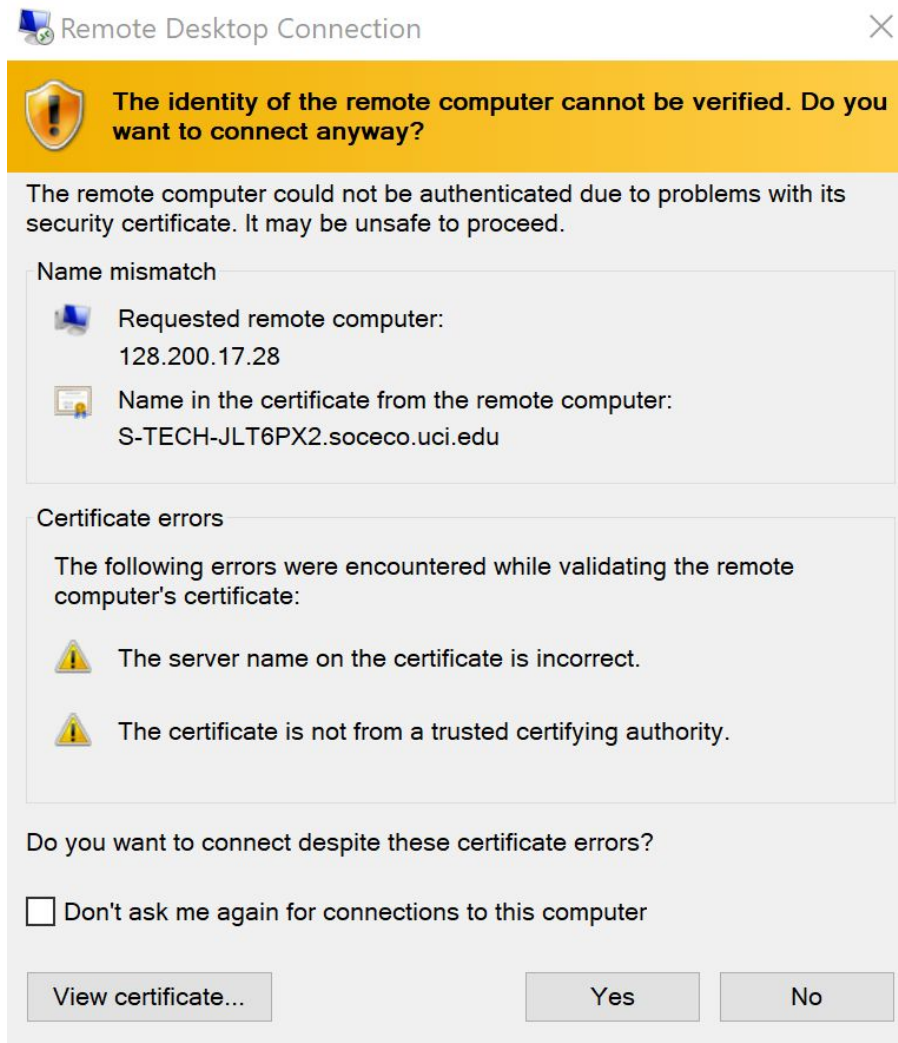 Remote Desktop Connection
The identity of the remote computer cannot be verified. Do you
want to connect anyway?
The remote computer could not be authenticated due to problems with its
security certificate. It may be unsafe to proceed.
Name mismatch
Requested remote computer:
128.200.17.28
Name in the certificate from the remote computer:
S-TECH-JLT6PX2.soceco.uci.edu
Certificate errors
The following errors were encountered while validating the remote
computer's certificate:
The server name on the certificate is incorrect.
The certificate is not from a trusted certifying authority.
Do you want to connect despite these certificate errors?
Don't ask me again for connections to this computer
View certificate...
Yes
No